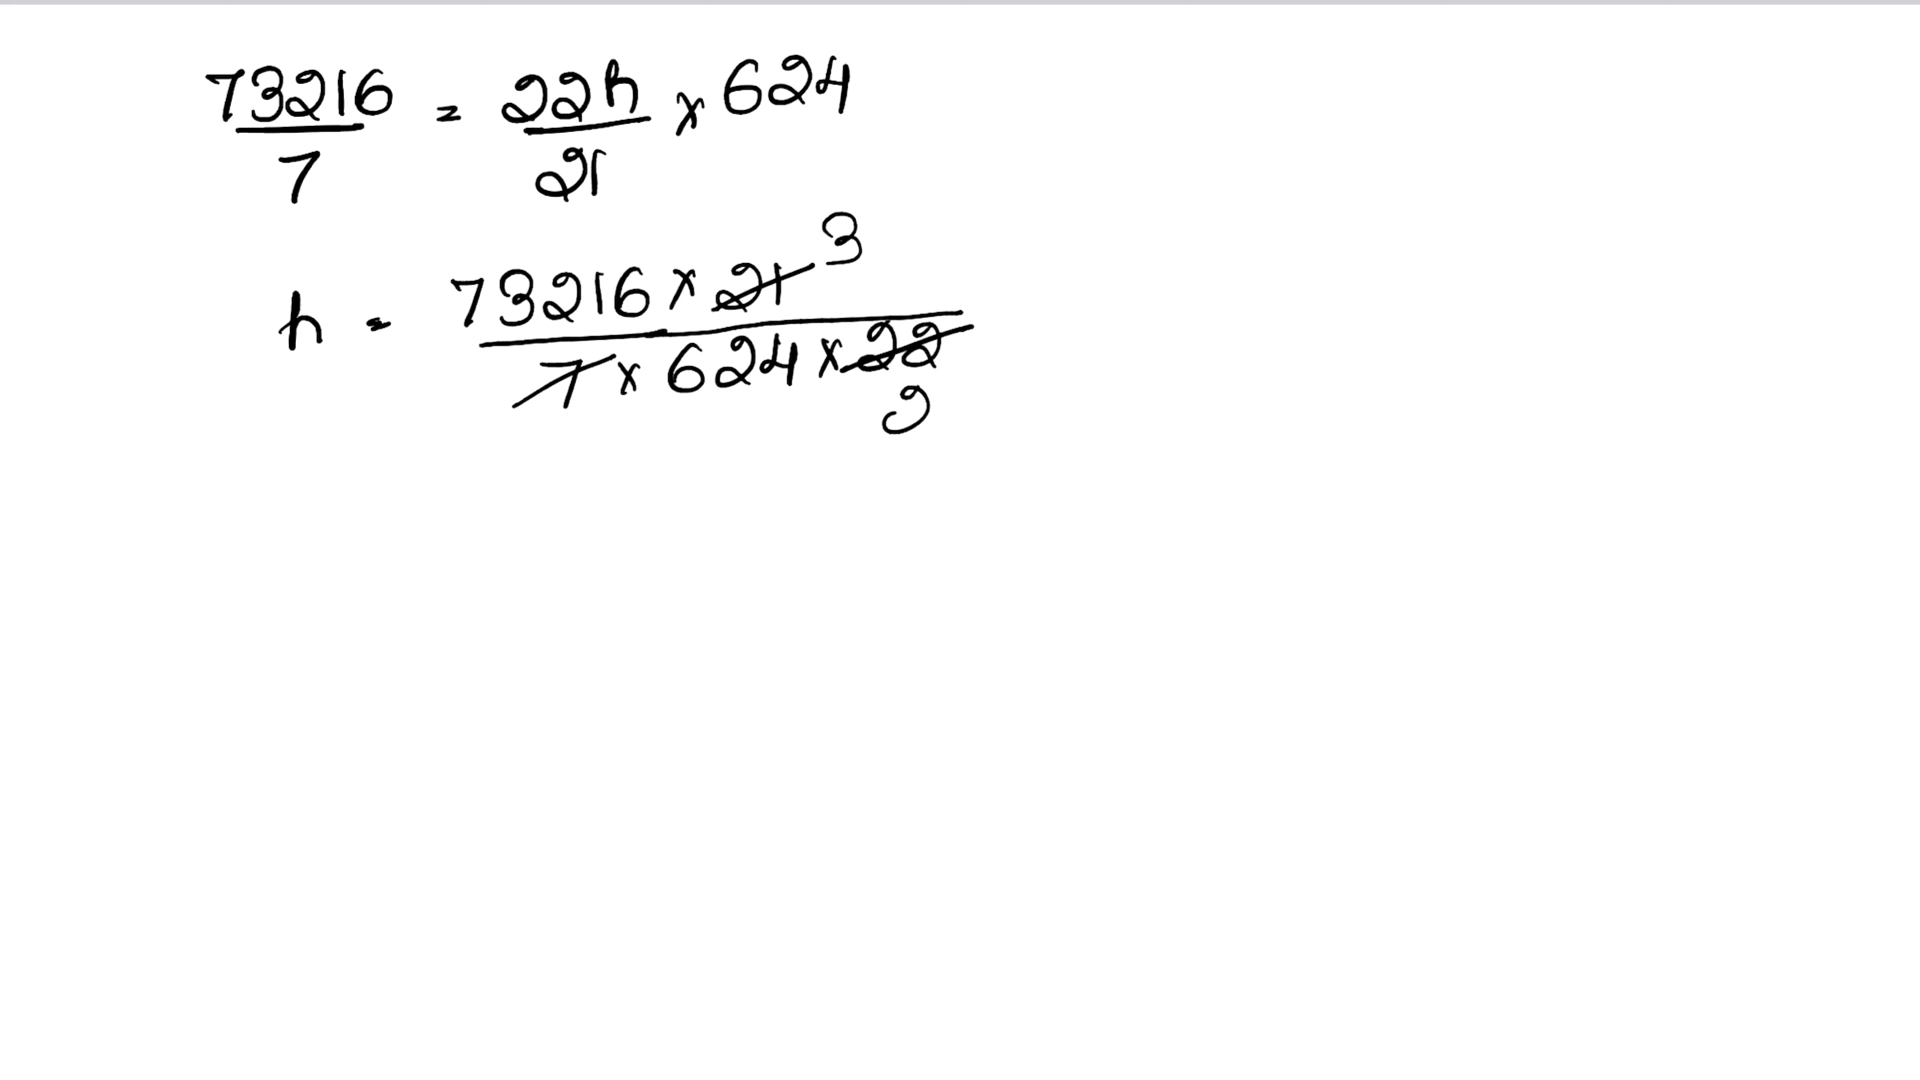 73216/7 = 22h/21 × 624
h = 73216 × 21 3 / 7 × 624 × 22
2